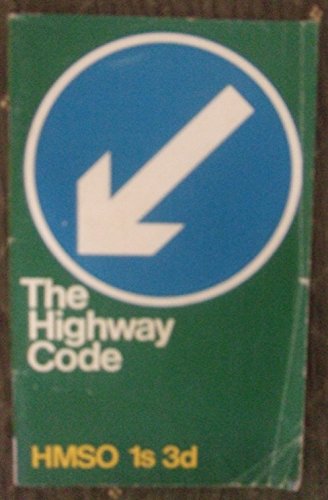 The
Highway
Code
HMSO 1s 3d